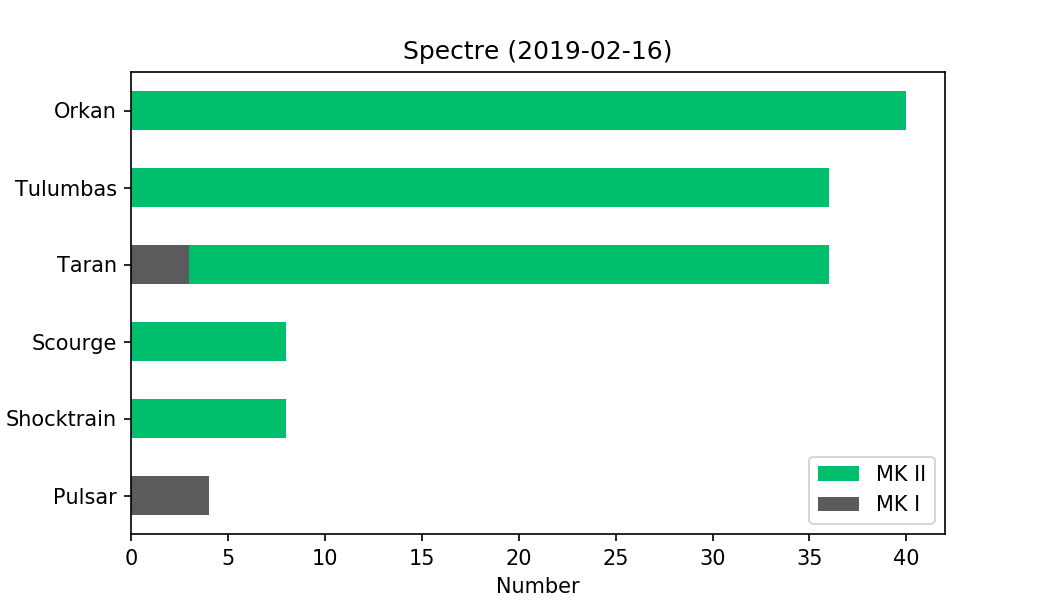 Spectre (2019-02-16)
Orkan
Tulumbas
Taran
Scourge
Shocktrain
Pulsar
MK II
MK I
0 5 10 15 20 25 30 35 40
Number